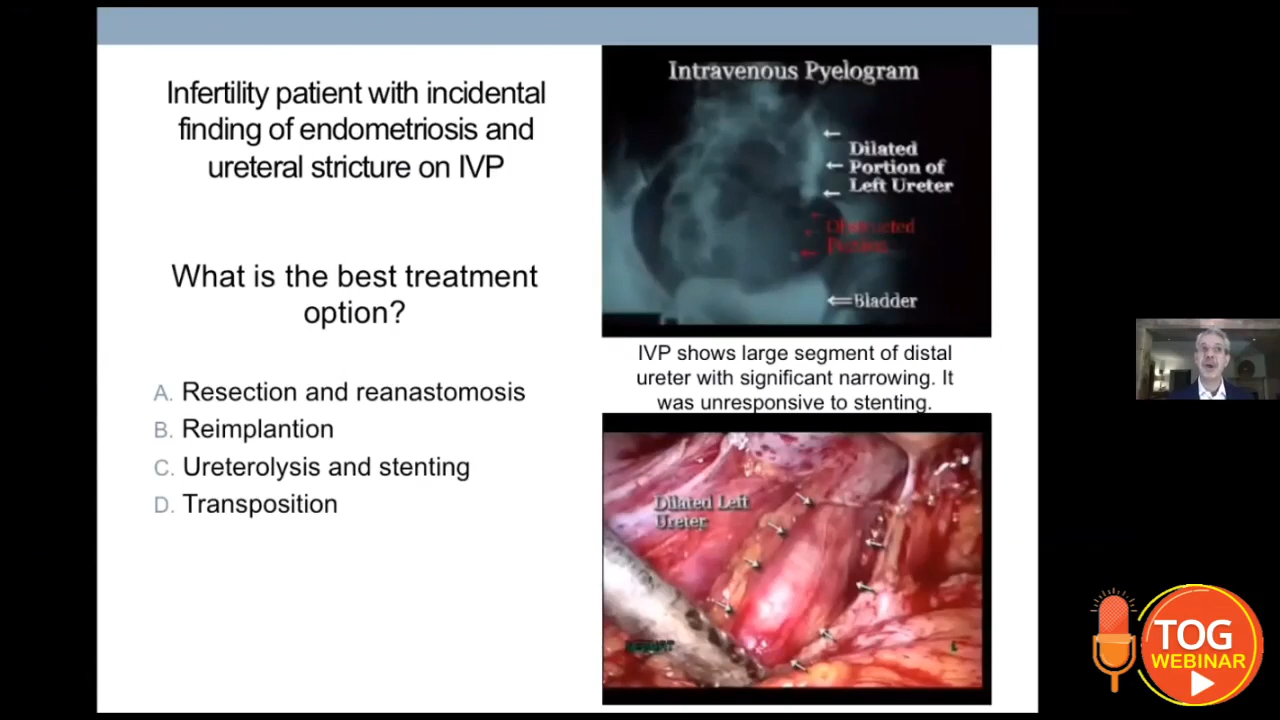 Infertility patient with incidental
finding of endometriosis and
ureteral stricture on IVP
What is the best treatment
option?
A. Resection and reanastomosis
B. Reimplantion
C. Ureterolysis and stenting
D. Transposition
Intravenous Pyelogram
Dilated
Portion of
Left Ureter
Obstructed
Bladder
IVP shows large segment of distal
ureter with significant narrowing. It
was unresponsive to stenting.
Dilated Left
Ureter
TOG
WEBINAR